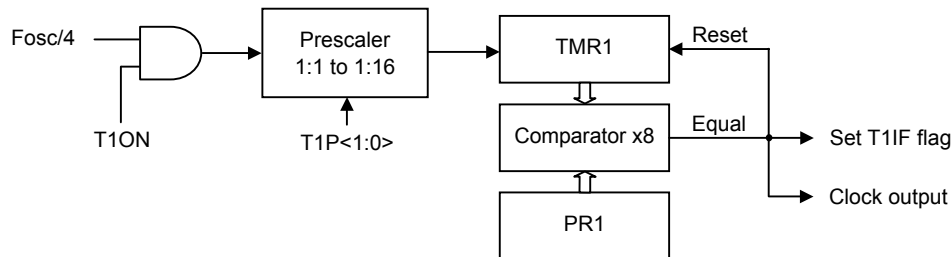 Fosc/4
T1ON
Prescaler
1:1 to 1:16
T1P<1:0>
TMR1
Reset
Comparator x8
Equal
Set T1IF flag
Clock output
PR1